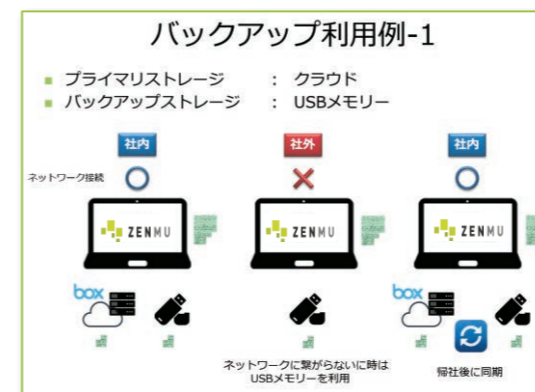 バックアップ利用例-1
プライマリストレージ : クラウド
バックアップストレージ : USBメモリー
社内 社外 社内
ネットワーク接続
ZENMU ZENMU ZENMU
box box
ネットワークに繋がらないに時は
USBメモリーを利用
帰社後に同期